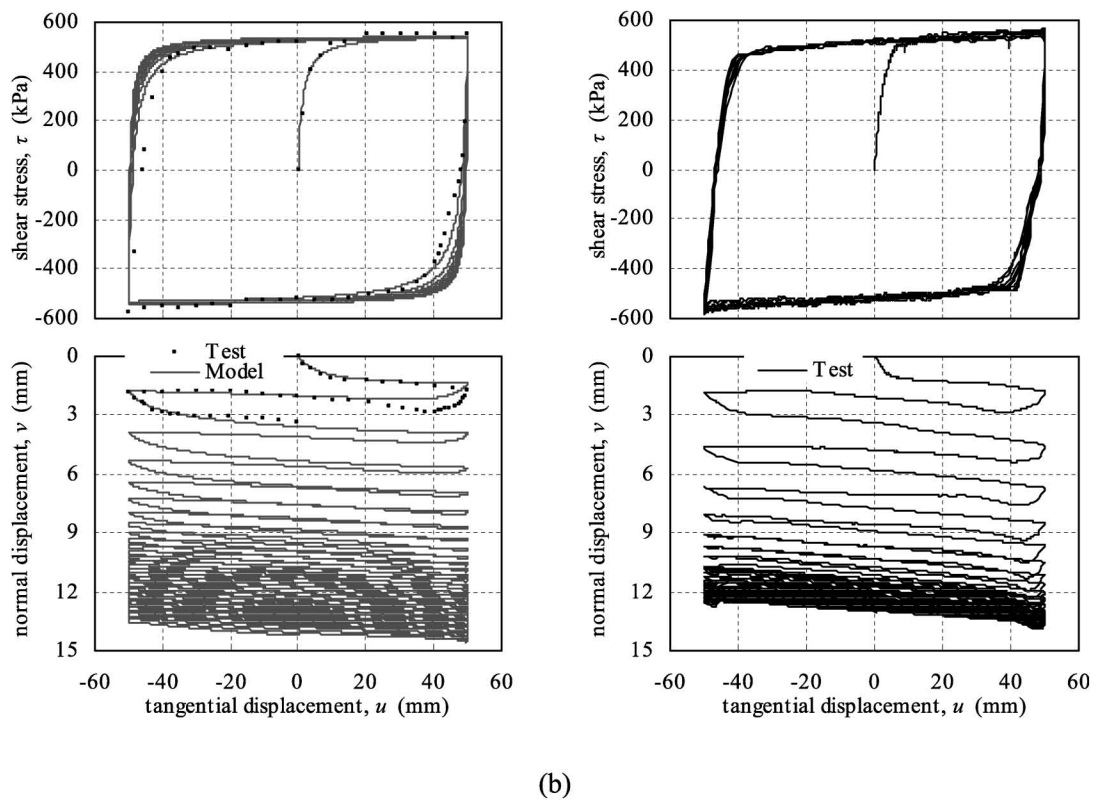 600
400
200
0
-200
-400
-600
shear stress, τ (kPa)
600
400
200
0
-200
-400
-600
shear stress, τ (kPa)
0
3
6
9
12
15
normal displacement, v (mm)
Test
Model
-60 -40 -20 0 20 40 60
tangential displacement, u (mm)
0
3
6
9
12
15
normal displacement, v (mm)
Test
-60 -40 -20 0 20 40 60
tangential displacement, u (mm)
(b)